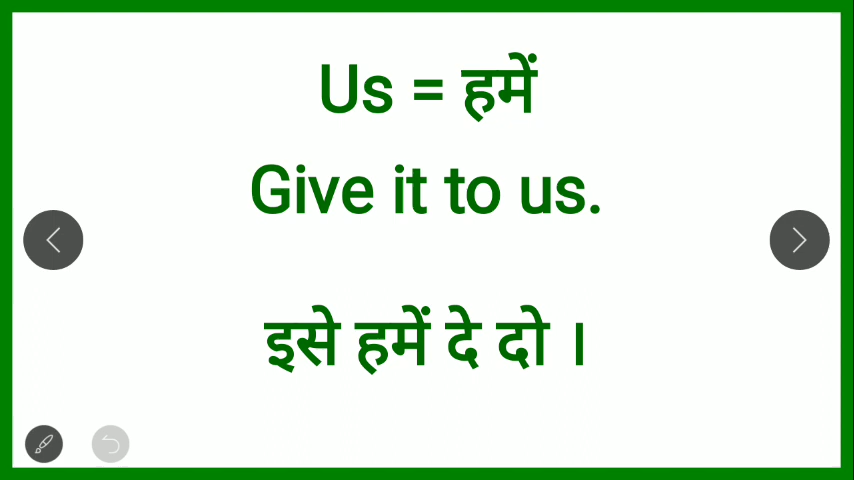 Us = हमें
Give it to us.
इसे हमें दे दो ।